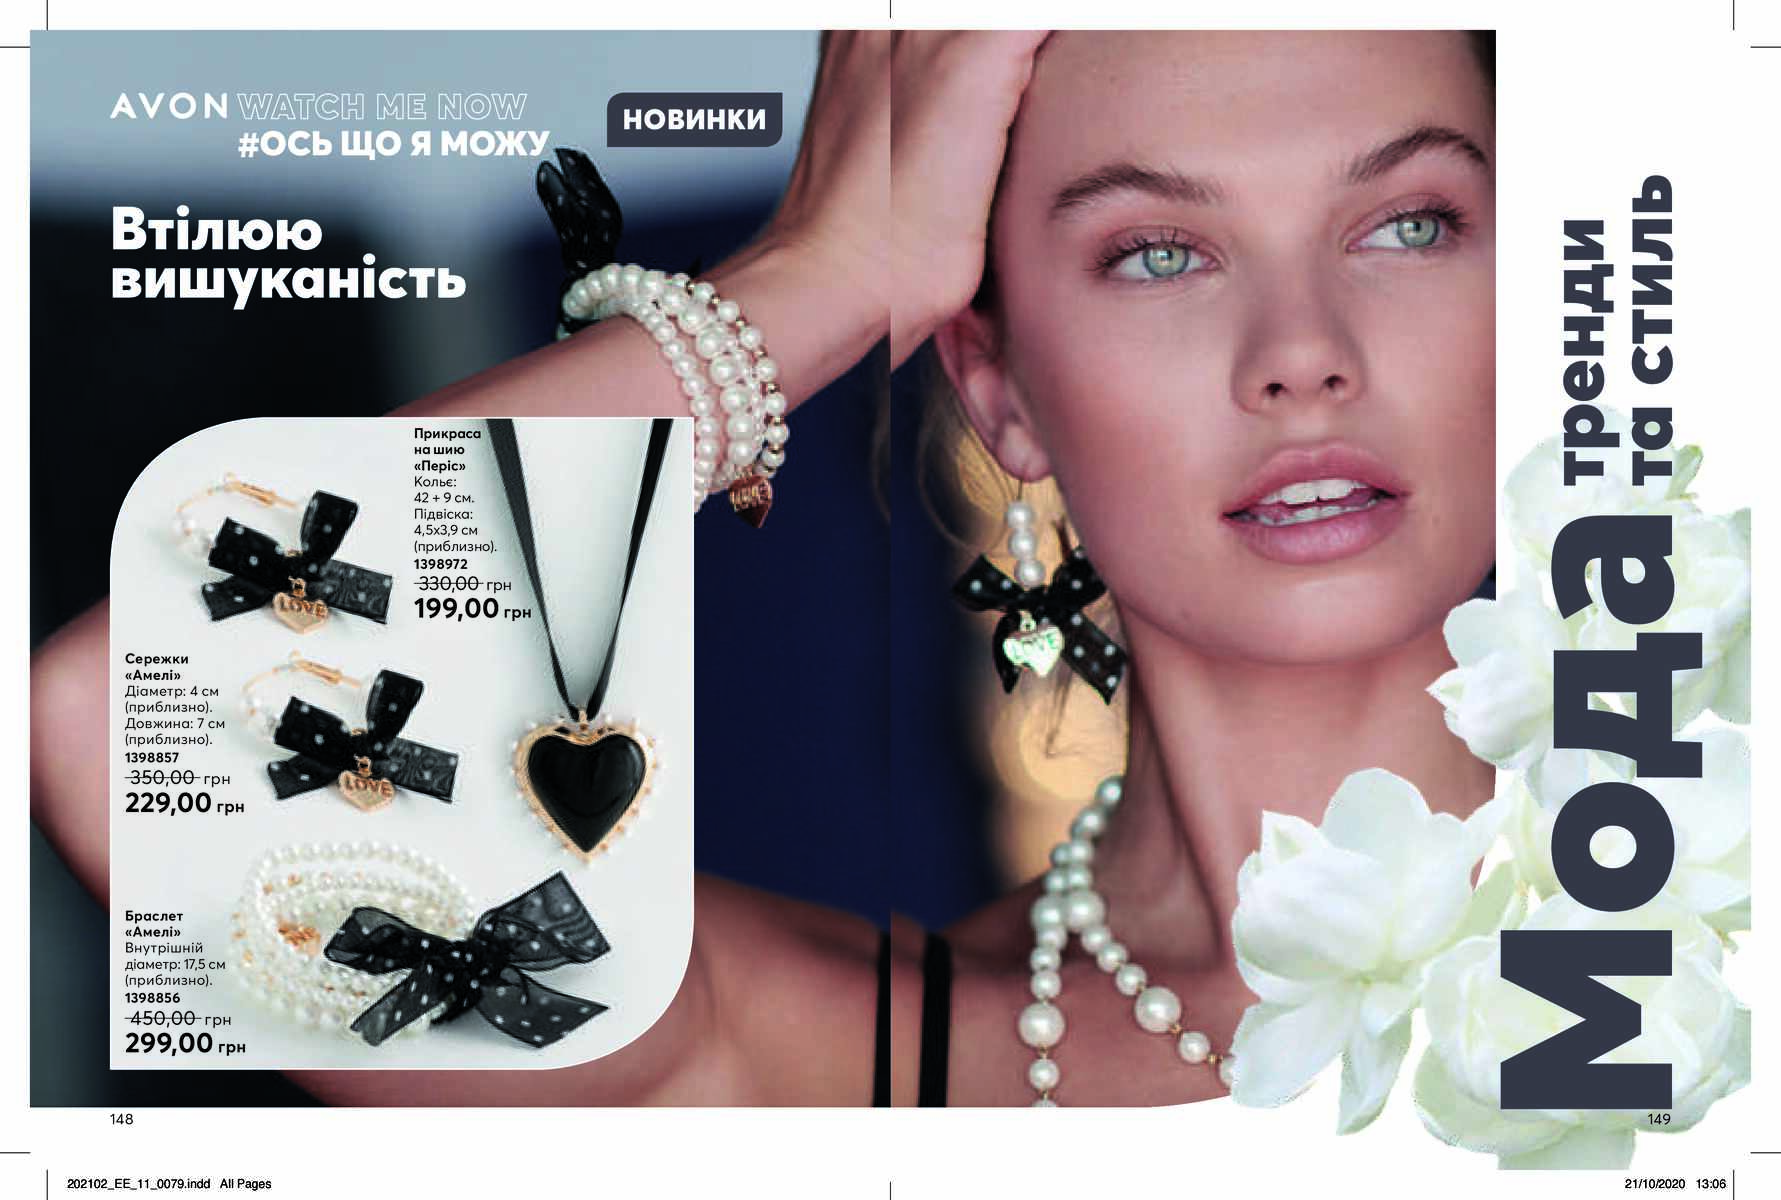 AVON WATCH ME NOW
#ОСЬ ЩО Я МОЖУ
НОВИНКИ
Втілюю
вишуканість
Прикраса
на шию
«Періс»
Кольє:
42 + 9 см.
Підвіска:
4,5х3,9 см
(приблизно).
1398972
330,00 грн
199,00 грн
LOVE
Сережки
«Амелі»
Діаметр: 4 см
(приблизно).
Довжина: 7 см
(приблизно).
1398857
350,00 грн
229,00 грн
LOVE
Браслет
«Амелі»
Внутрішній
діаметр: 17,5 см
(приблизно).
1398856
450,00 грн
299,00 грн
LOVE
LOVE
Мода
тренди
та стиль
148
149
202102_EE_11_0079.indd All Pages
21/10/2020 13:06